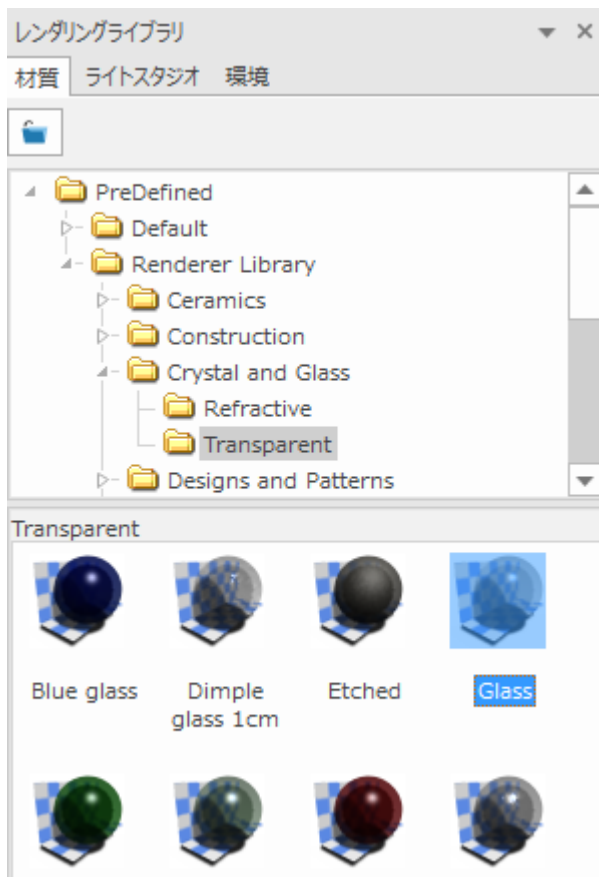 レンダリングライブラリ
材質 ライトスタジオ 環境
PreDefined
Default
Renderer Library
Ceramics
Construction
Crystal and Glass
Refractive
Transparent
Designs and Patterns
Transparent
Blue glass Dimple glass 1cm Etched Glass